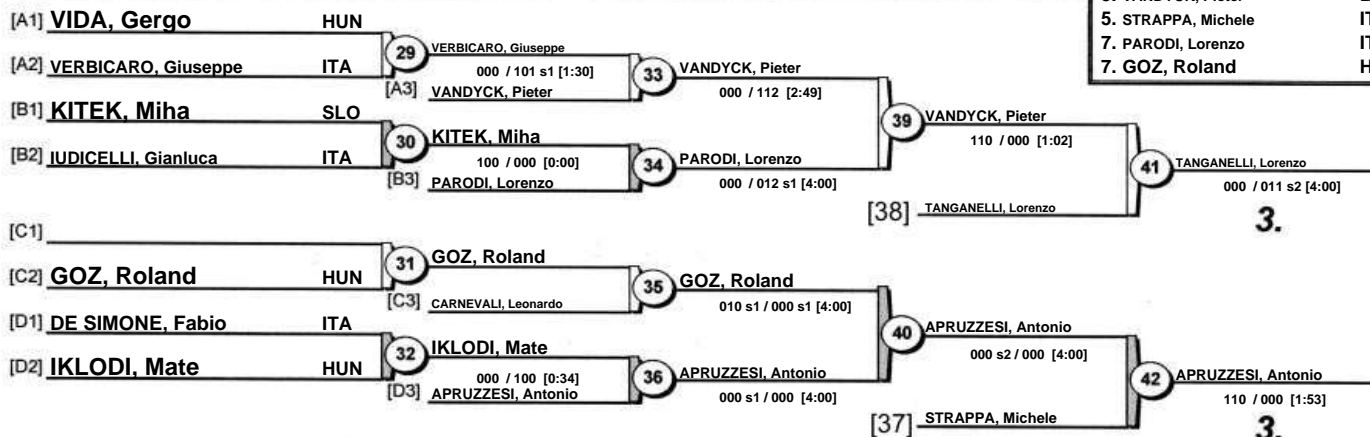 [A1] VIDA, Gergo HUN
[A2] VERBICARO, Giuseppe ITA
29
[A3]
VERBICARO, Giuseppe
000 / 101 s1 [1:30]
VANDYCK, Pieter
33
VANDYCK, Pieter
000 / 112 [2:49]
[B1] KITEK, Miha SLO
[B2] IUDICELLI, Gianluca ITA
30
[B3]
KITEK, Miha
100 / 000 [0:00]
PARODI, Lorenzo
34
PARODI, Lorenzo
000 / 012 s1 [4:00]
39
VANDYCK, Pieter
110 / 000 [1:02]
[38] TANGANELLI, Lorenzo
41
TANGANELLI, Lorenzo
000 / 011 s2 [4:00]
3.
[C1]
[C2] GOZ, Roland HUN
31
[C3]
GOZ, Roland
CARNEVALI, Leonardo
35
GOZ, Roland
010 s1 / 000 s1 [4:00]
[D1] DE SIMONE, Fabio ITA
[D2] IKLODI, Mate HUN
32
[D3]
IKLODI, Mate
000 / 100 [0:34]
APRUZZESI, Antonio
36
APRUZZESI, Antonio
000 s1 / 000 [4:00]
40
APRUZZESI, Antonio
000 s2 / 000 [4:00]
[37] STRAPPA, Michele
42
APRUZZESI, Antonio
110 / 000 [1:53]
3.
5. STRAPPA, Michele
7. PARODI, Lorenzo
7. GOZ, Roland